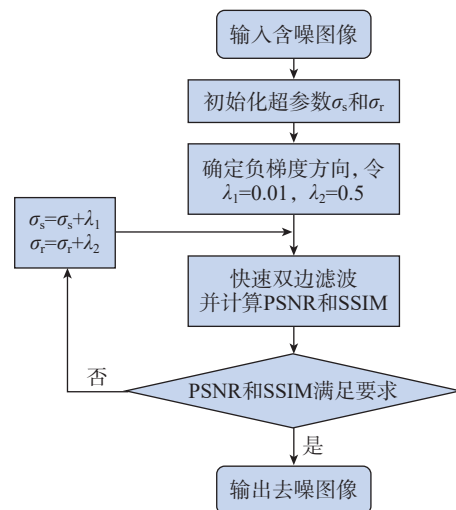 输入含噪图像
初始化超参数σs和σr
确定负梯度方向，令
λ1=0.01，λ2=0.5
σs=σs+λ1
σr=σr+λ2
快速双边滤波
并计算PSNR和SSIM
否
PSNR和SSIM满足要求
是
输出去噪图像